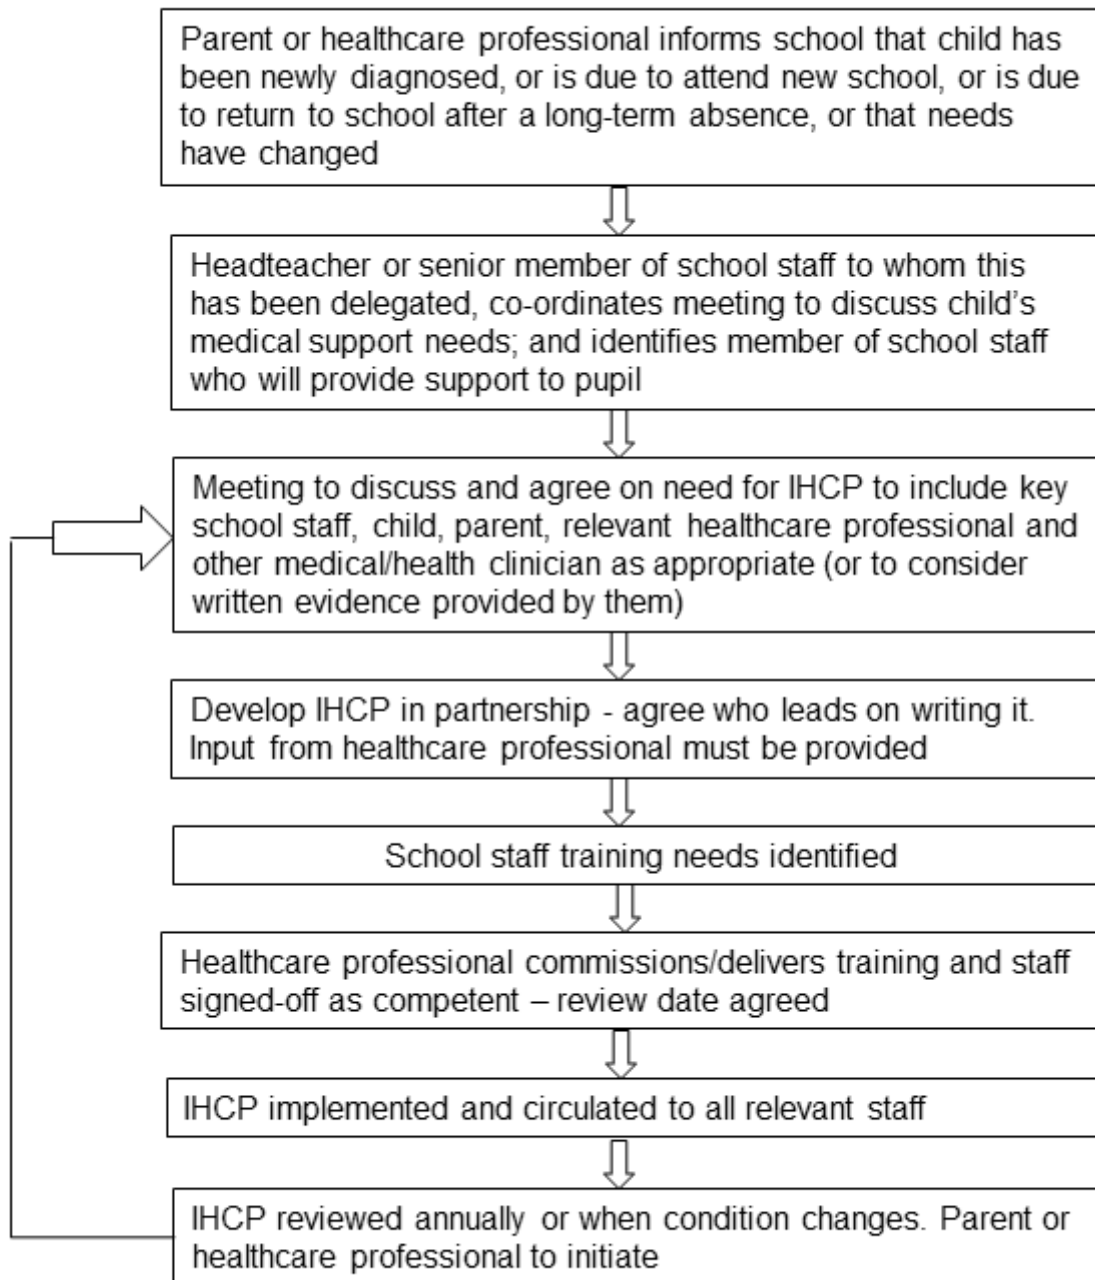 Parent or healthcare professional informs school that child has
been newly diagnosed, or is due to attend new school, or is due
to return to school after a long-term absence, or that needs
have changed
Headteacher or senior member of school staff to whom this
has been delegated, co-ordinates meeting to discuss child's
medical support needs; and identifies member of school staff
who will provide support to pupil
Meeting to discuss and agree on need for IHCP to include key
school staff, child, parent, relevant healthcare professional and
other medical/health clinician as appropriate (or to consider
written evidence provided by them)
Develop IHCP in partnership - agree who leads on writing it.
Input from healthcare professional must be provided
School staff training needs identified
Healthcare professional commissions/delivers training and staff
signed-off as competent – review date agreed
IHCP implemented and circulated to all relevant staff
IHCP reviewed annually or when condition changes. Parent or
healthcare professional to initiate